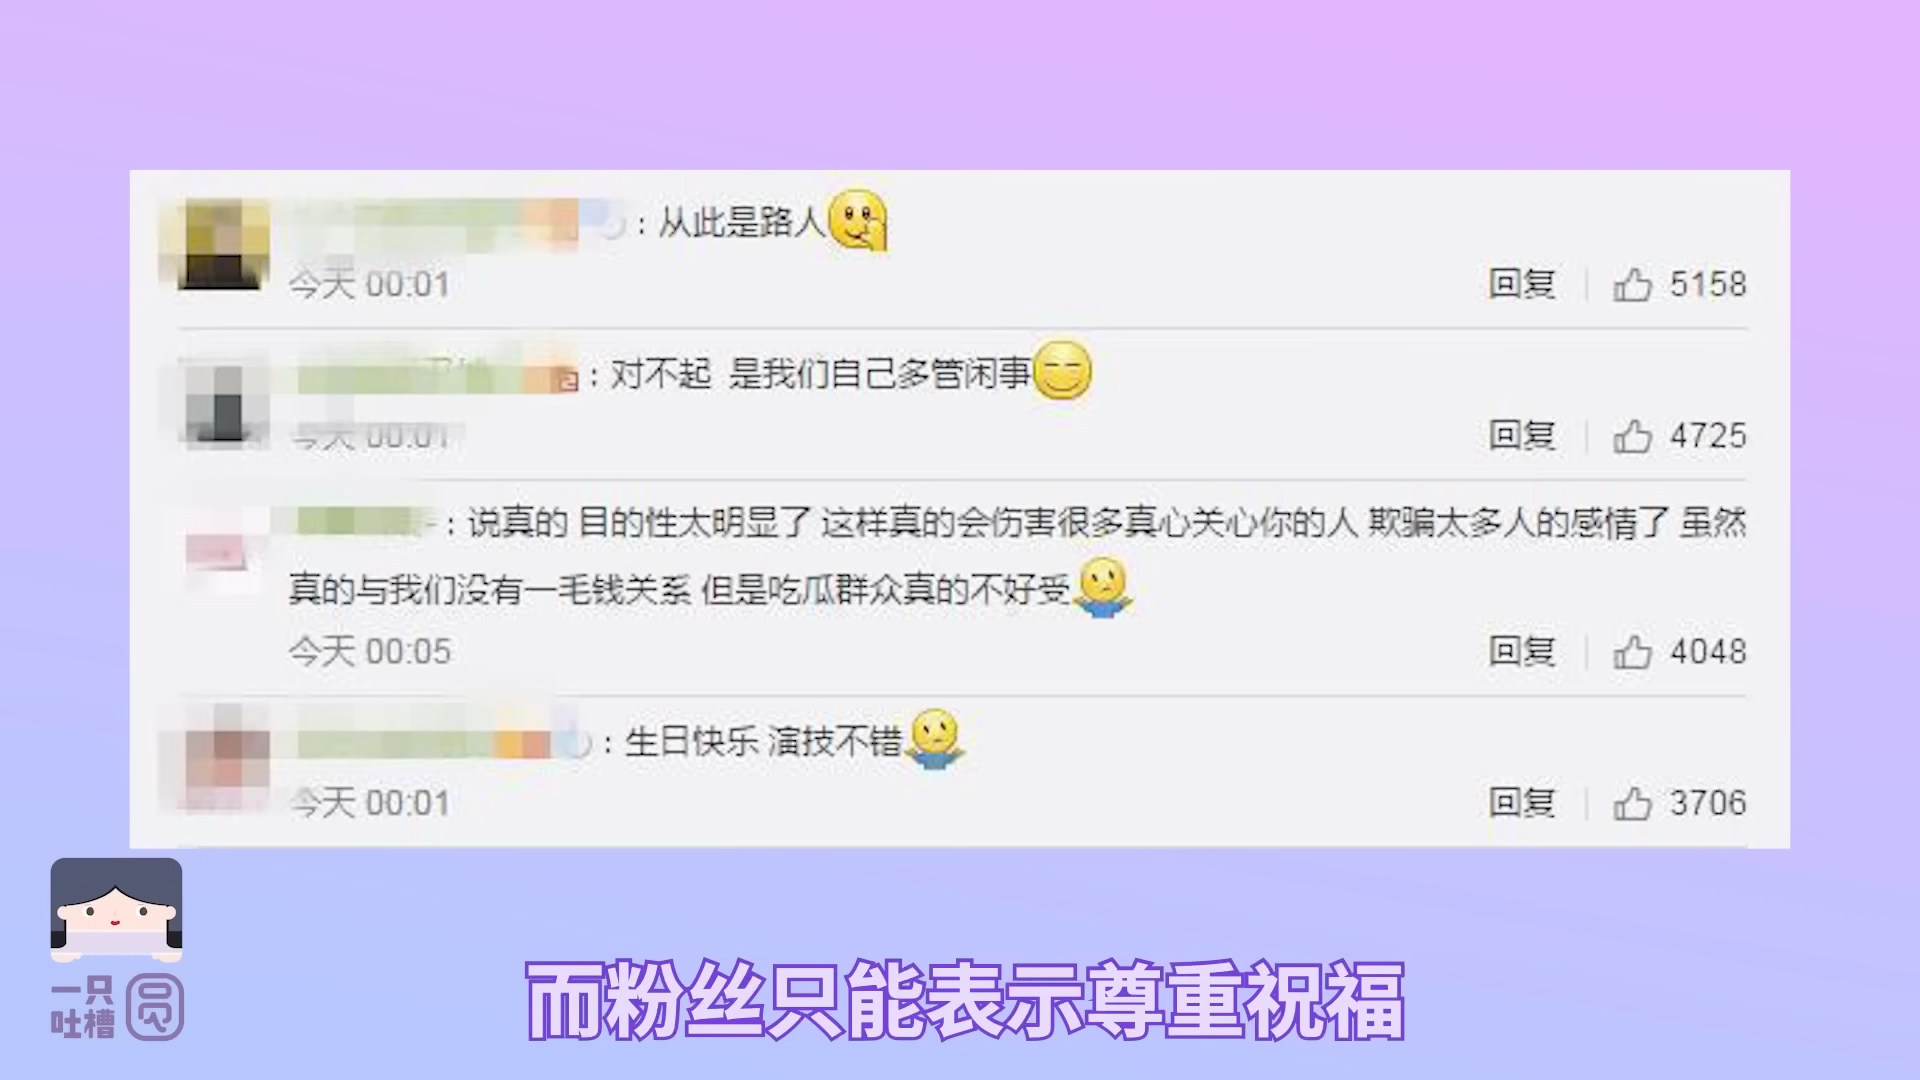 ：从此是路人
今天 00:01
回复 5158
：对不起 是我们自己多管闲事
今天 00:01
回复 4725
：说真的 目的性太明显了 这样真的会伤害很多真心关心你的人 欺骗太多人的感情了 虽然
真的与我们没有一毛钱关系 但是吃瓜群众真的不好受
今天 00:05
回复 4048
：生日快乐 演技不错
今天 00:01
回复 3706
一只
吐槽
圆
而粉丝只能表示尊重祝福